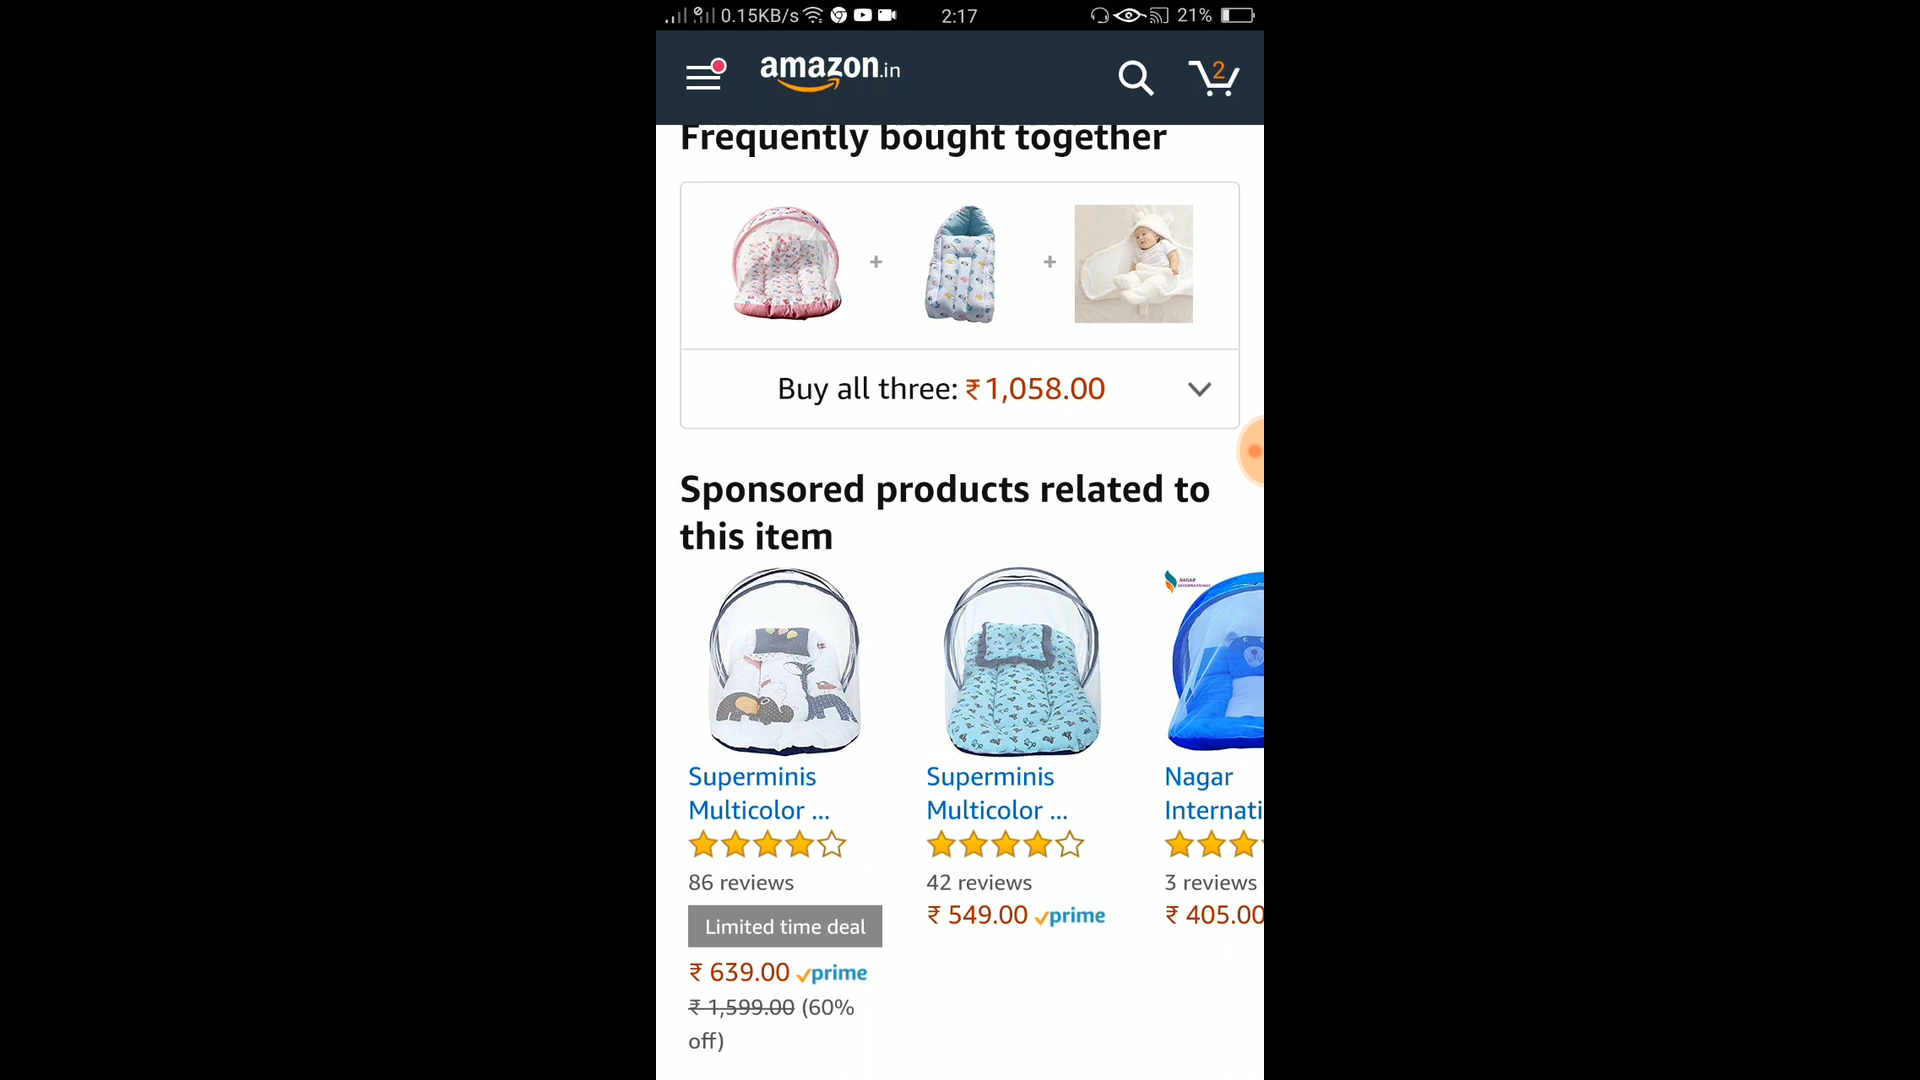 0.15KB/s 2:17 21%
amazon.in 2
Frequently bought together
+ +
Buy all three: ₹1,058.00
Sponsored products related to
this item
NAGAR
INTERNATIONAL
Superminis Superminis Nagar
Multicolor ... Multicolor ... Internati
86 reviews 42 reviews 3 reviews
Limited time deal ₹ 549.00 prime ₹ 405.00
₹ 639.00 prime
₹ 1,599.00 (60%
off)